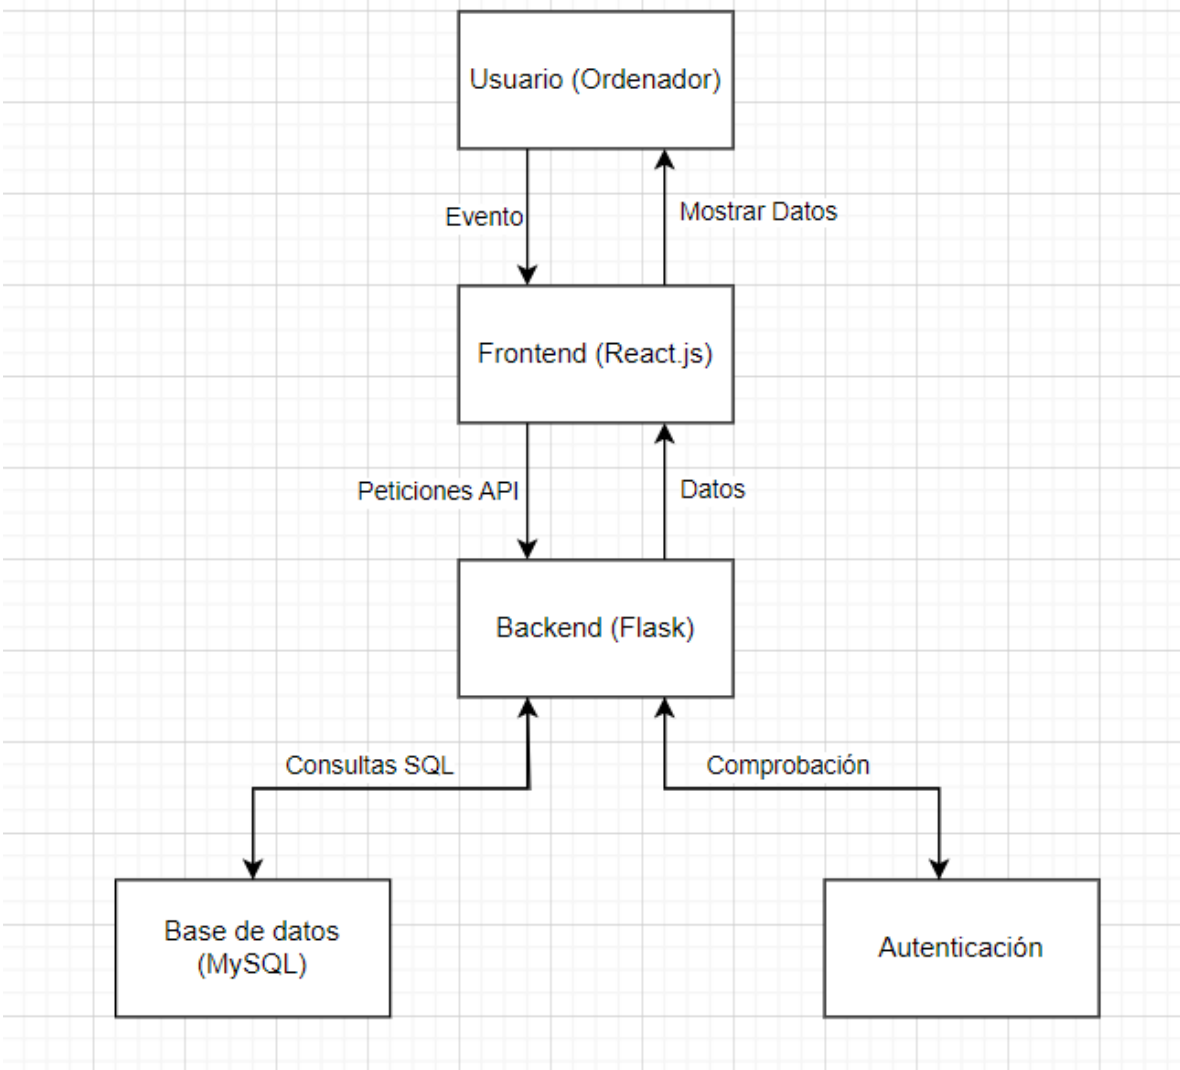 Usuario (Ordenador)
Evento
Mostrar Datos
Frontend (React.js)
Peticiones API
Datos
Backend (Flask)
Consultas SQL
Comprobación
Base de datos
(MySQL)
Autenticación